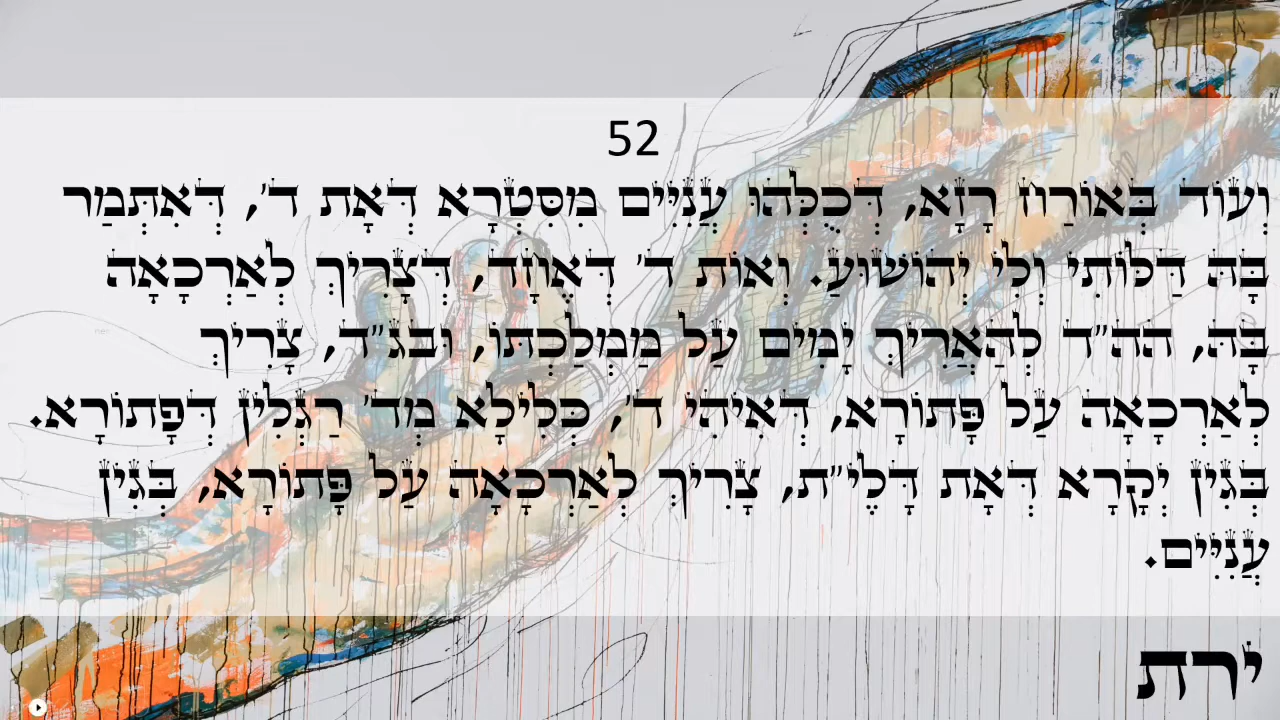 52
וְעוֹד בְּאוֹרַח רָזָא, דְּכֻלְּהוּ עֲנִיִּים מִסִּטְרָא דְּאָת ד', דְּאִתְּמַר
בָּהּ דַּלּוֹתִי וְלִי יְהוֹשׁוּעַ. וְאוֹת ד' דְּאֶחָד, דְּצָרִיךְ לְאַרְכָאָה
בָּהּ, הה"ד לְהַאֲרִיךְ יָמִים עַל מַמְלַכְתּוֹ, וּבג"ד, צָרִיךְ
לְאַרְכָאָה עַל פָּתוֹרָא, דְּאִיהִי ד', כְּלִילָא מְד' רַגְלִין דְּפָתוֹרָא.
בְּגִין יְקָרָא דְּאָת דָּלֶי"ת, צָרִיךְ לְאַרְכָאָה עַל פָּתוֹרָא, בְּגִין
עֲנִיִּים.
ירת